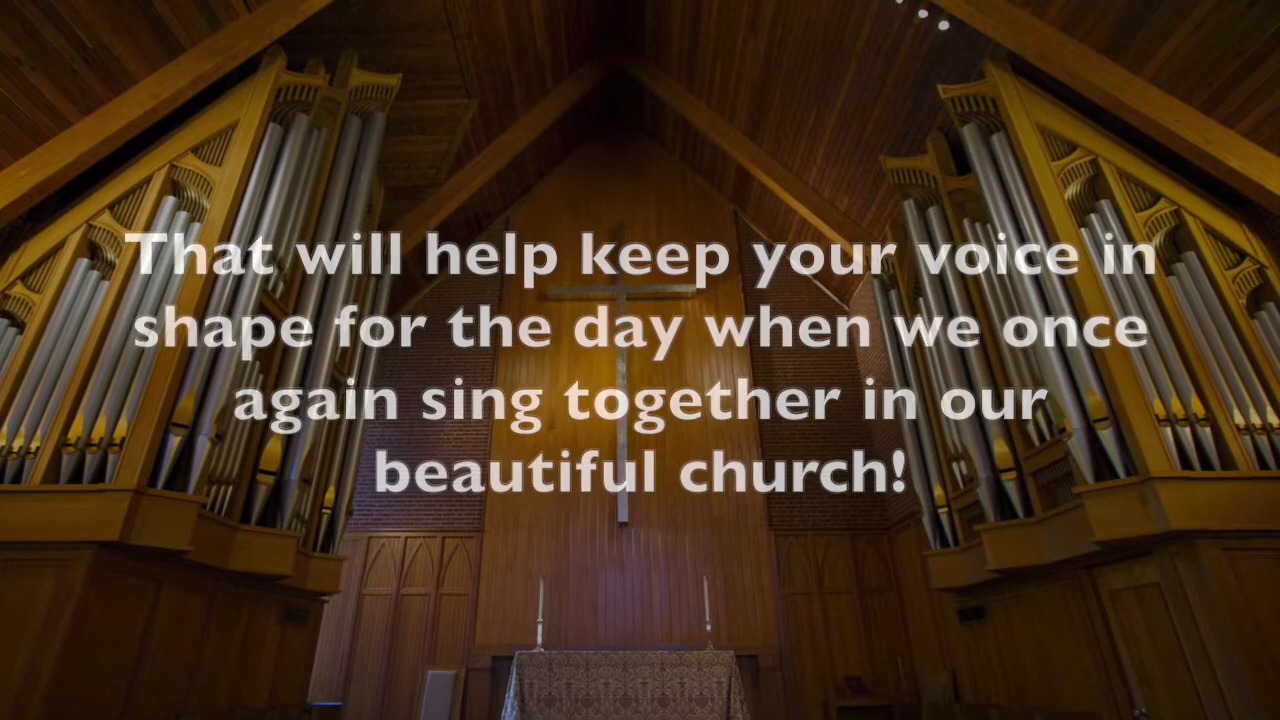 That will help keep your voice in
shape for the day when we once
again sing together in our
beautiful church!